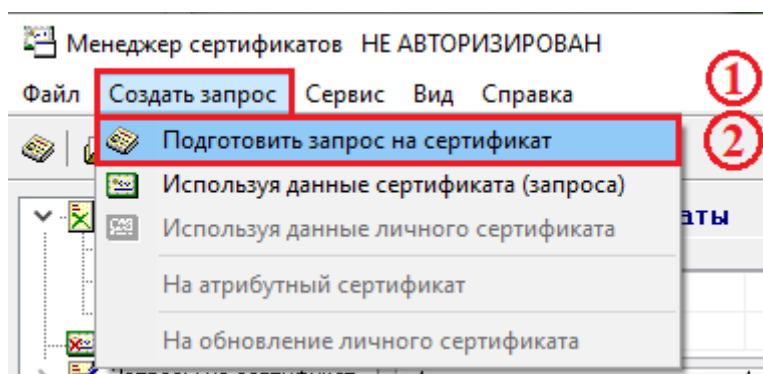 Менеджер сертификатов НЕ АВТОРИЗИРОВАН
Файл Создать запрос Сервис Вид Справка 1
Подготовить запрос на сертификат 2
Используя данные сертификата (запроса)
аты
Используя данные личного сертификата
На атрибутный сертификат
На обновление личного сертификата